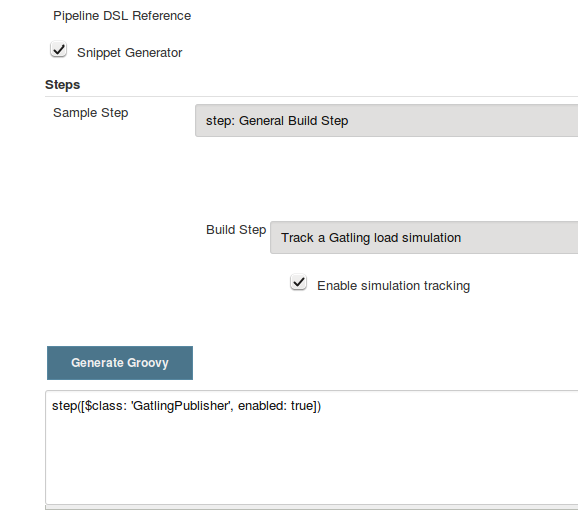 Pipeline DSL Reference
Snippet Generator
Steps
Sample Step
step: General Build Step
Build Step
Track a Gatling load simulation
Enable simulation tracking
Generate Groovy
step([$class: 'GatlingPublisher', enabled: true])